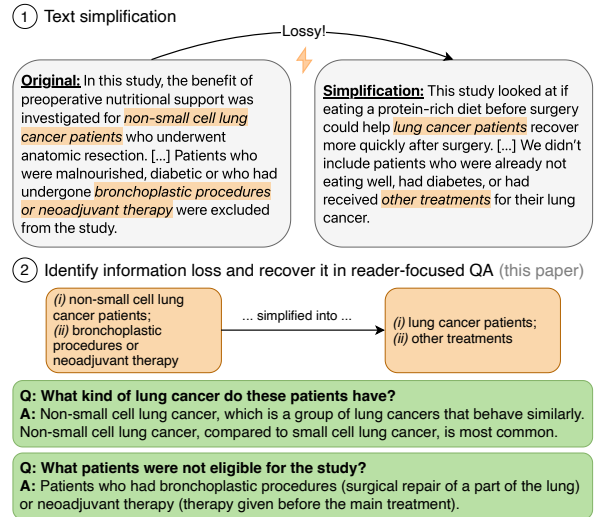 1 Text simplification
Lossy!
Original: In this study, the benefit of
preoperative nutritional support was
investigated for non-small cell lung
cancer patients who underwent
anatomic resection. [...] Patients who
were malnourished, diabetic or who had
undergone bronchoplastic procedures
or neoadjuvant therapy were excluded
from the study.
Simplification: This study looked at if
eating a protein-rich diet before surgery
could help lung cancer patients recover
more quickly after surgery. [...] We didn't
include patients who were already not
eating well, had diabetes, or had
received other treatments for their lung
cancer.
2 Identify information loss and recover it in reader-focused QA (this paper)
(i) non-small cell lung
cancer patients;
(ii) bronchoplastic
procedures or
neoadjuvant therapy
... simplified into ...
(i) lung cancer patients;
(ii) other treatments
Q: What kind of lung cancer do these patients have?
A: Non-small cell lung cancer, which is a group of lung cancers that behave similarly.
Non-small cell lung cancer, compared to small cell lung cancer, is most common.
Q: What patients were not eligible for the study?
A: Patients who had bronchoplastic procedures (surgical repair of a part of the lung)
or neoadjuvant therapy (therapy given before the main treatment).